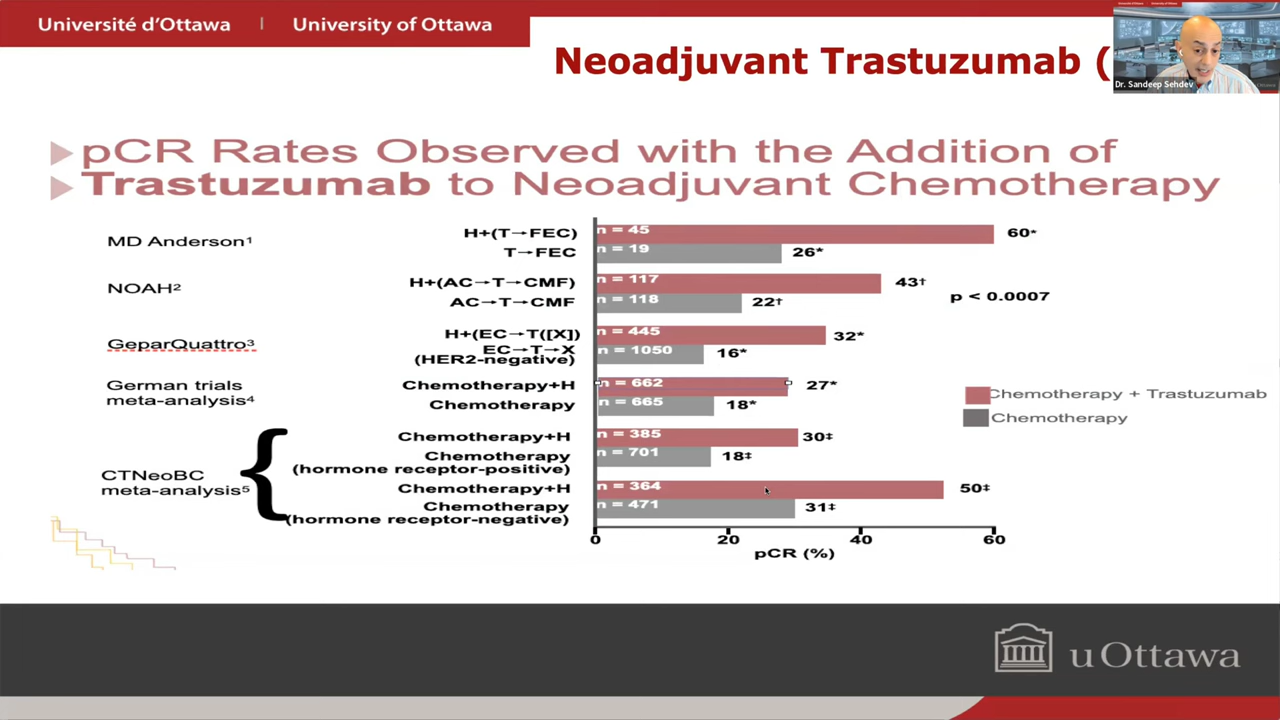 Université d'Ottawa | University of Ottawa
Neoadjuvant Trastuzumab (
Dr. Sandeep Sehdev
pCR Rates Observed with the Addition of
Trastuzumab to Neoadjuvant Chemotherapy
MD Anderson¹
H+(T→FEC) n = 45 60*
T→FEC n = 19 26*
NOAH²
H+(AC→T→CMF) n = 117 43†
AC→T→CMF n = 118 22†
p < 0.0007
GeparQuattro³
H+(EC→T([X]) n = 445 32*
EC→T→X n = 1050 16*
(HER2-negative)
German trials
meta-analysis⁴
Chemotherapy+H n = 662 27*
Chemotherapy n = 665 18*
Chemotherapy + Trastuzumab
Chemotherapy
CTNeoBC
meta-analysis⁵
Chemotherapy+H n = 385 30‡
Chemotherapy n = 701 18‡
(hormone receptor-positive)
Chemotherapy+H n = 364 50‡
Chemotherapy n = 471 31‡
(hormone receptor-negative)
0 20 40 60
pCR (%)
uOttawa